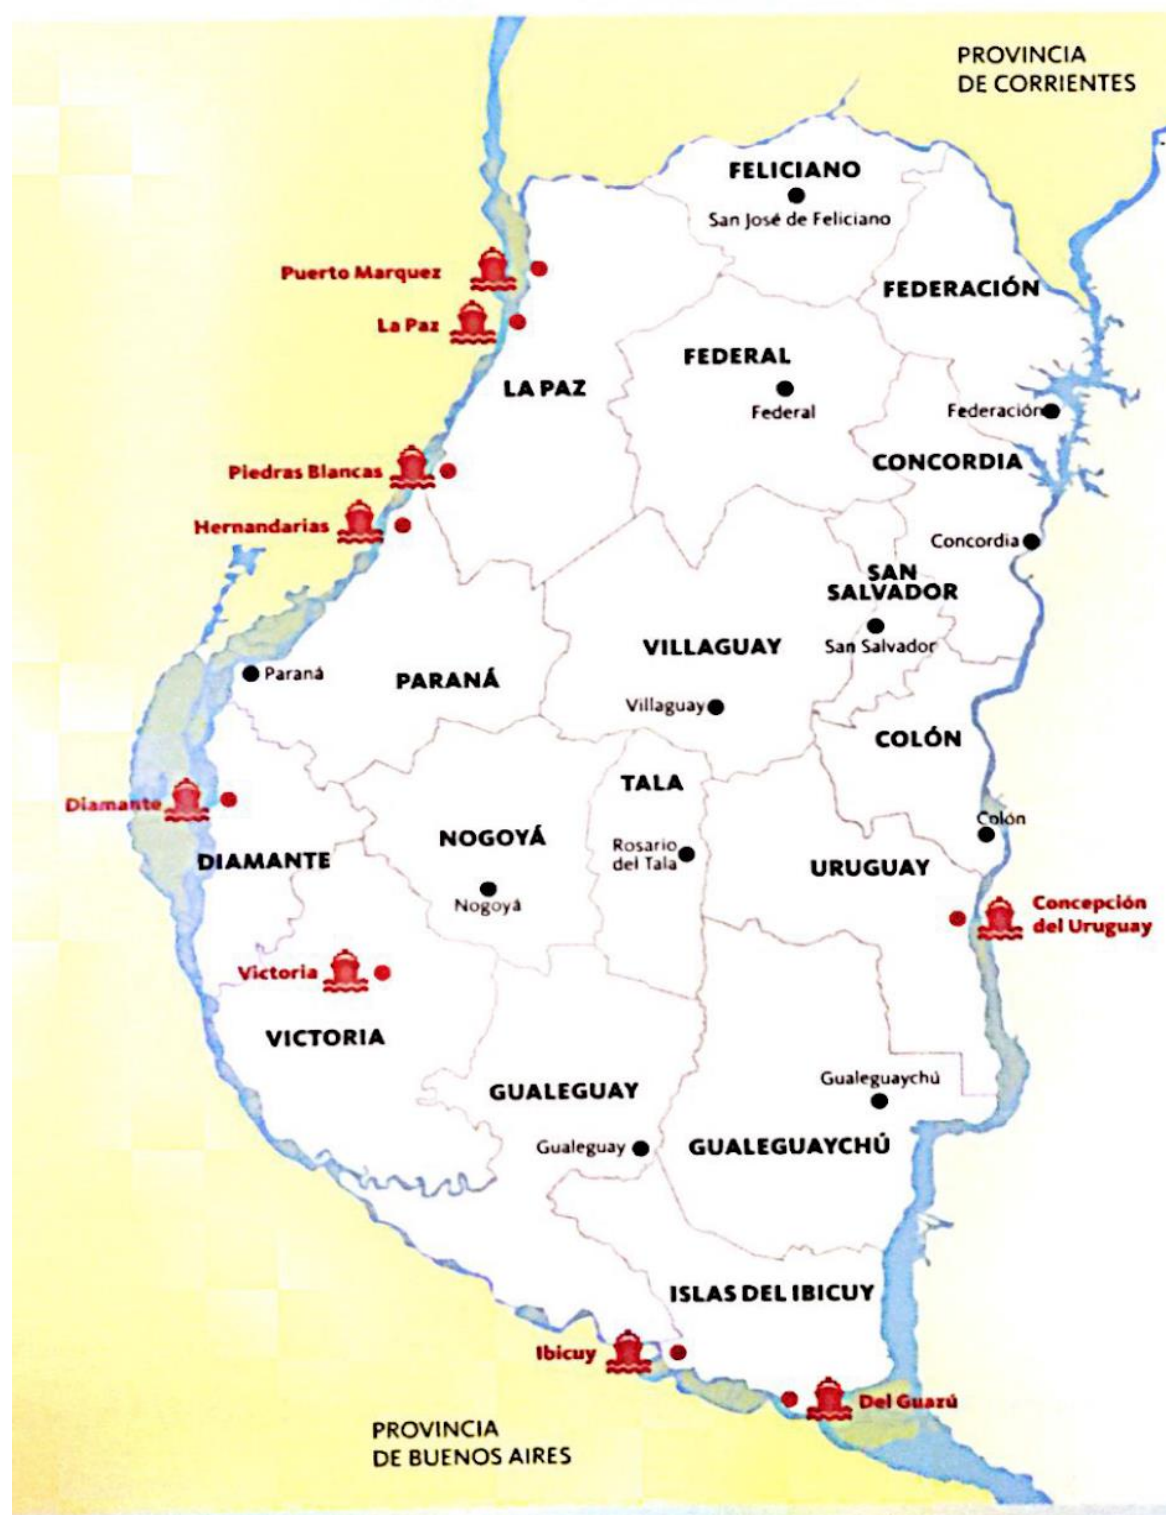 PROVINCIA
DE CORRIENTES
FELICIANO
San José de Feliciano
Puerto Marquez
FEDERACIÓN
La Paz
FEDERAL
LA PAZ
Federal
Federación
Piedras Blancas
CONCORDIA
Hernandarias
Concordia
SAN
SALVADOR
VILLAGUAY
San Salvador
Paraná
PARANÁ
Villaguay
COLÓN
TALA
Diamante
Colón
NOGOYÁ
Rosario
del Tala
DIAMANTE
URUGUAY
Nogoyá
Concepción
del Uruguay
Victoria
VICTORIA
Gualeguaychú
GUALEGUAY
Gualeguay
GUALEGUAYCHÚ
ISLAS DEL IBICUY
Ibicuy
Del Guazú
PROVINCIA
DE BUENOS AIRES